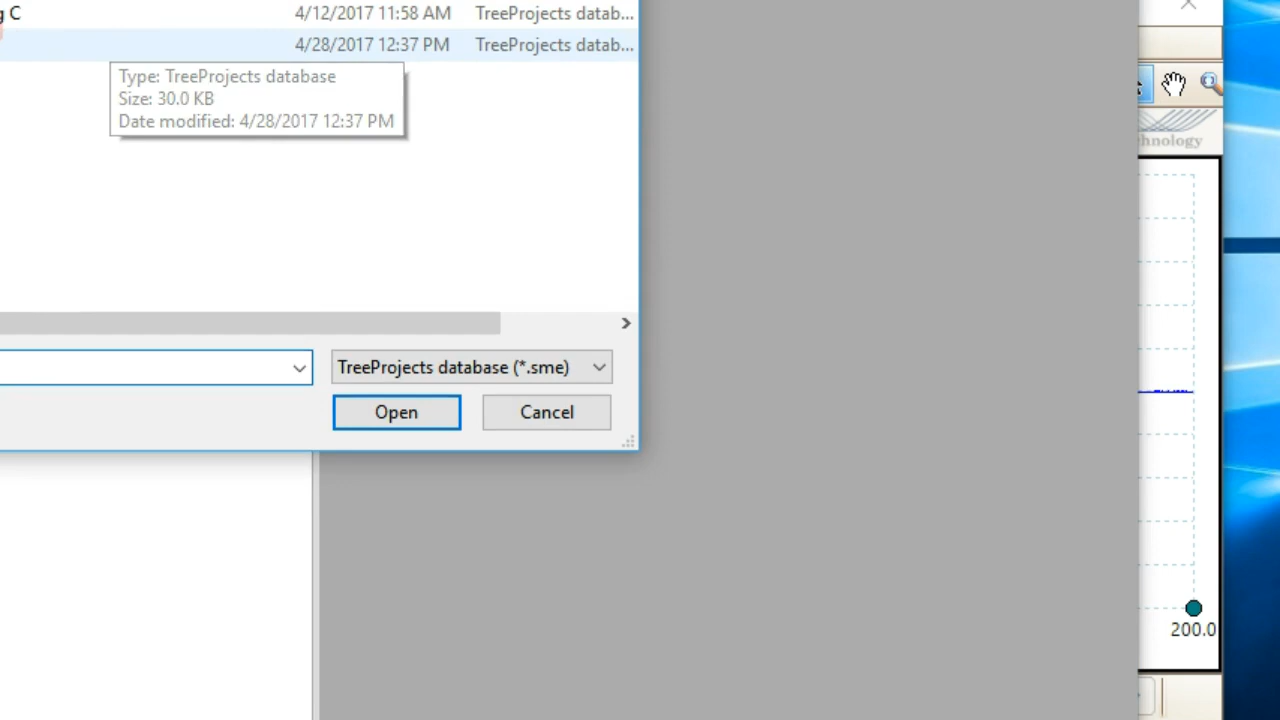 g C 4/12/2017 11:58 AM TreeProjects datab...
4/28/2017 12:37 PM TreeProjects datab...
Type: TreeProjects database
Size: 30.0 KB
Date modified: 4/28/2017 12:37 PM
hnology
TreeProjects database (*.sme)
Open Cancel
200.0